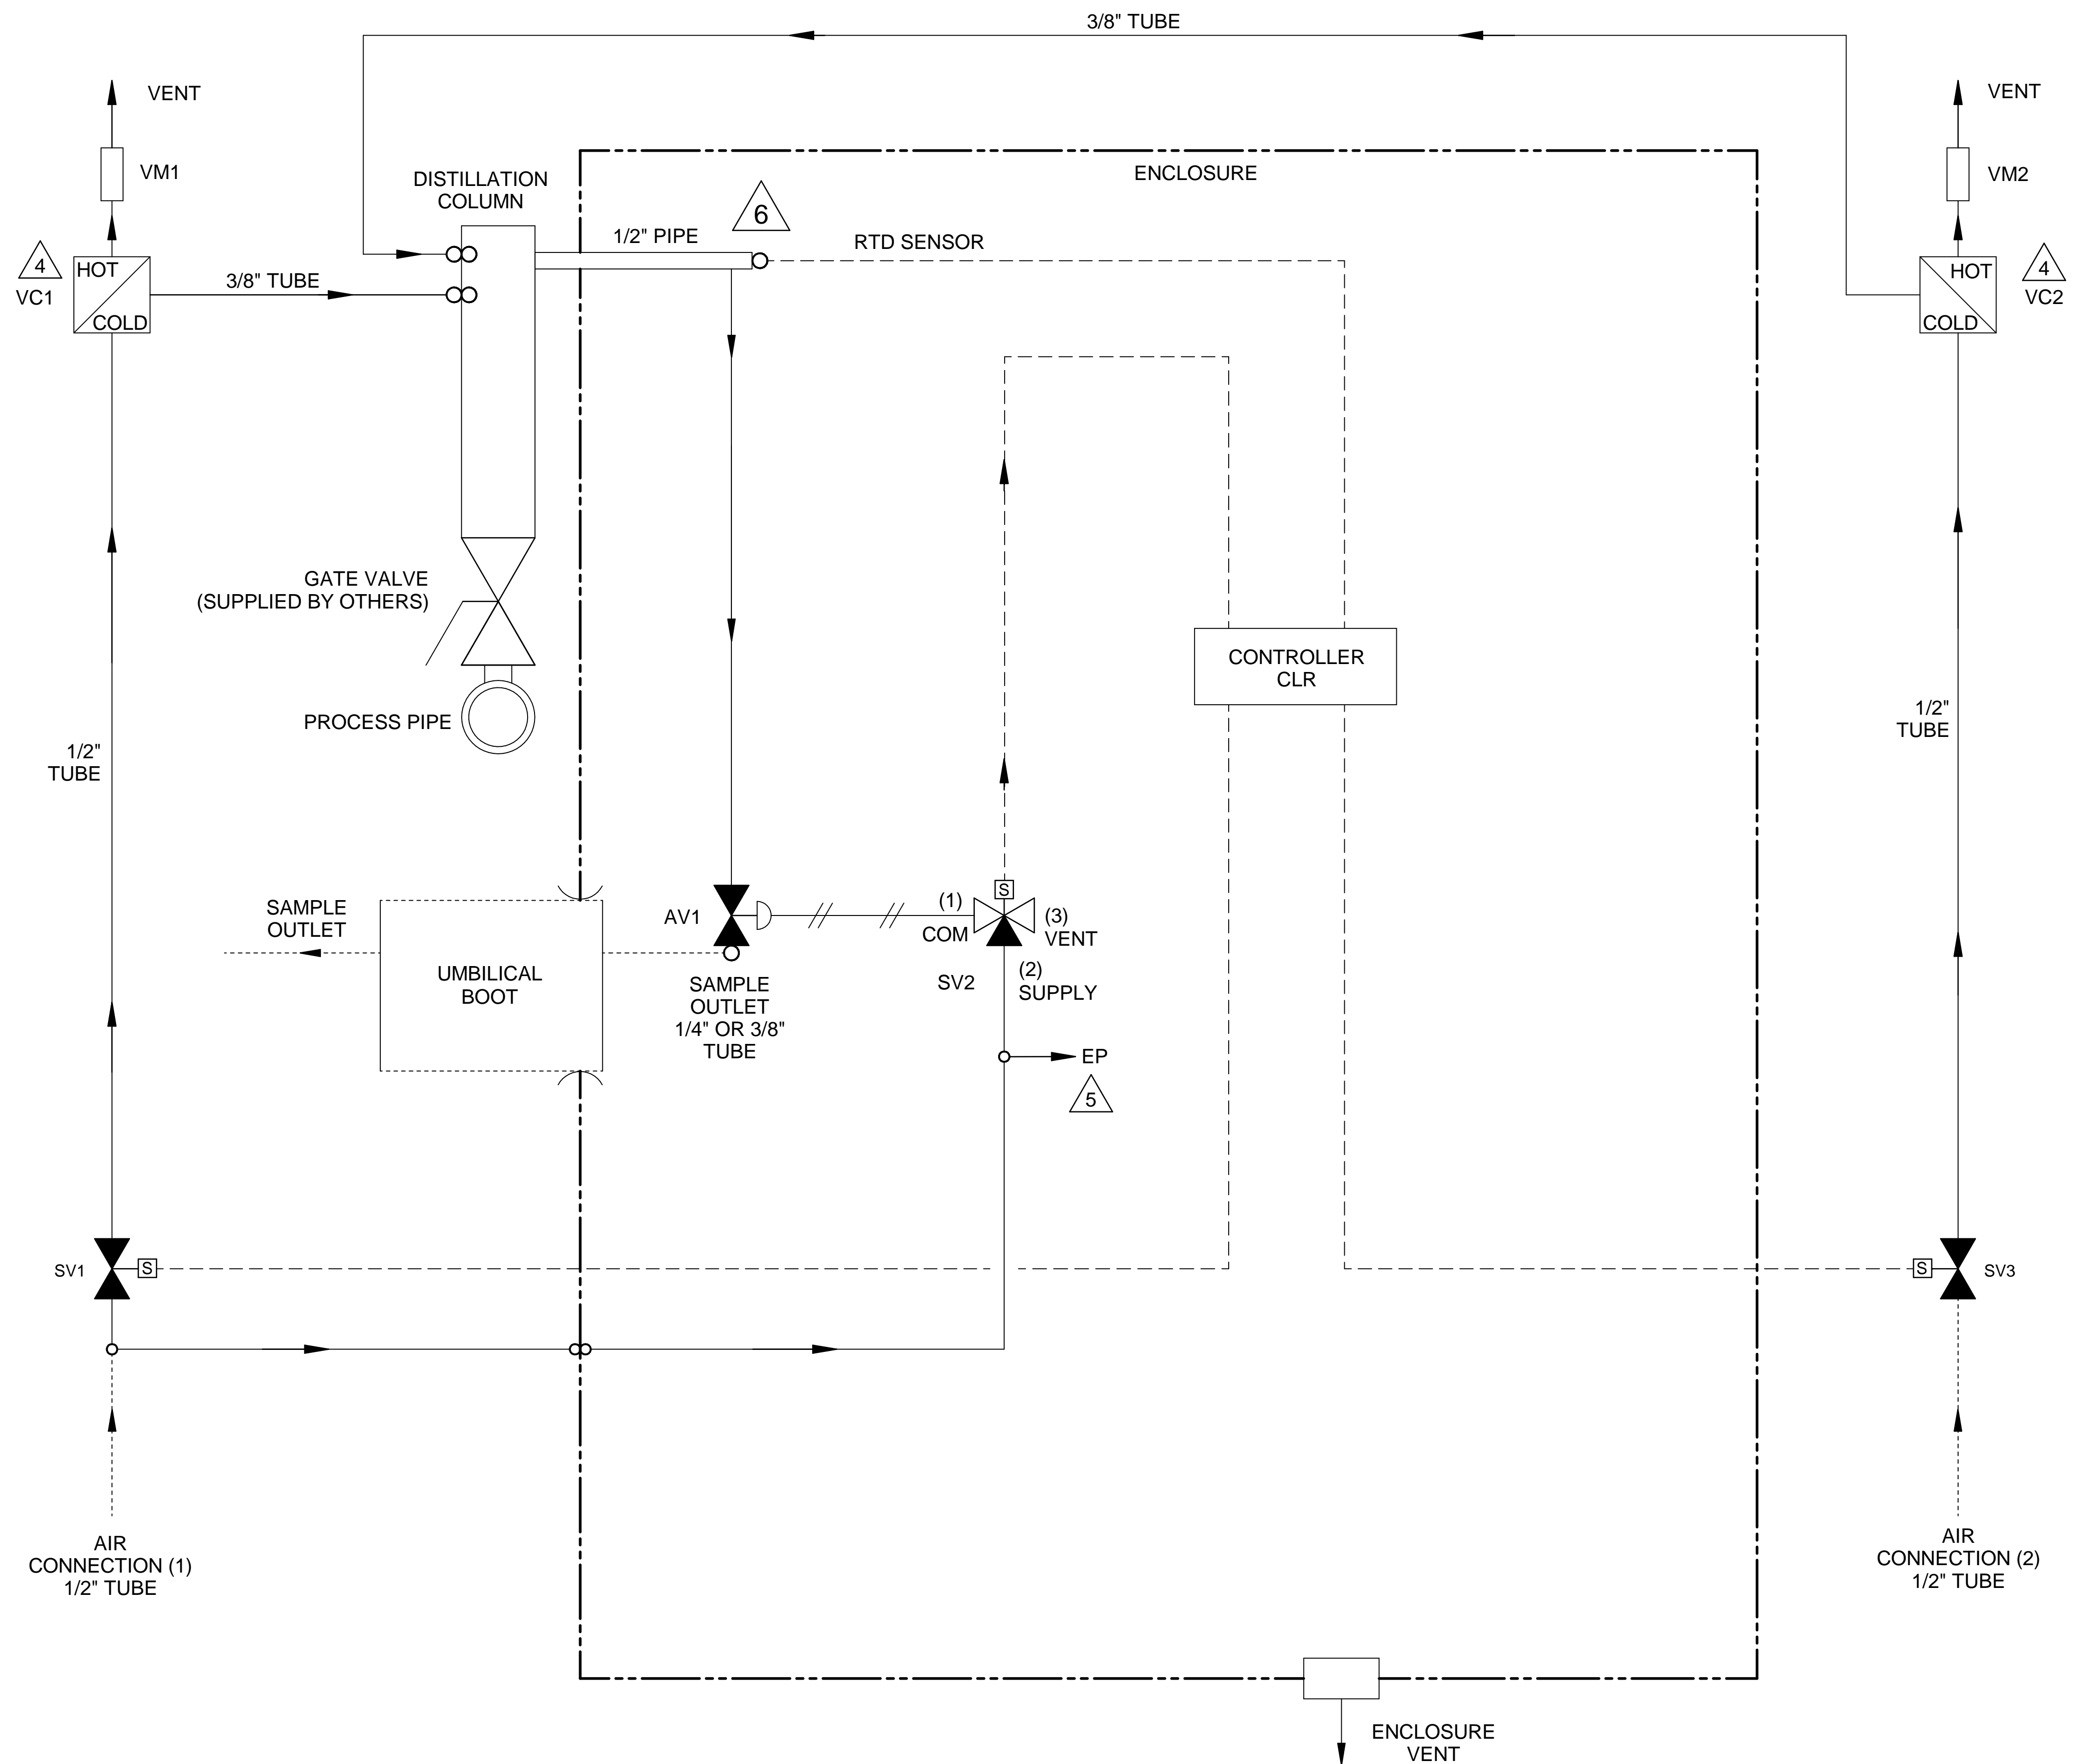 3/8" TUBE
VENT
VENT
VM1
VM2
ENCLOSURE
DISTILLATION
COLUMN
6
1/2" PIPE
RTD SENSOR
4
VC1
HOT
COLD
3/8" TUBE
HOT
COLD
4
VC2
GATE VALVE
(SUPPLIED BY OTHERS)
PROCESS PIPE
CONTROLLER
CLR
1/2"
TUBE
1/2"
TUBE
SAMPLE
OUTLET
UMBILICAL
BOOT
AV1
S
(1)
COM
(3)
VENT
SV2
(2)
SUPPLY
SAMPLE
OUTLET
1/4" OR 3/8"
TUBE
EP
5
SV1
S
S
SV3
AIR
CONNECTION (1)
1/2" TUBE
AIR
CONNECTION (2)
1/2" TUBE
ENCLOSURE
VENT